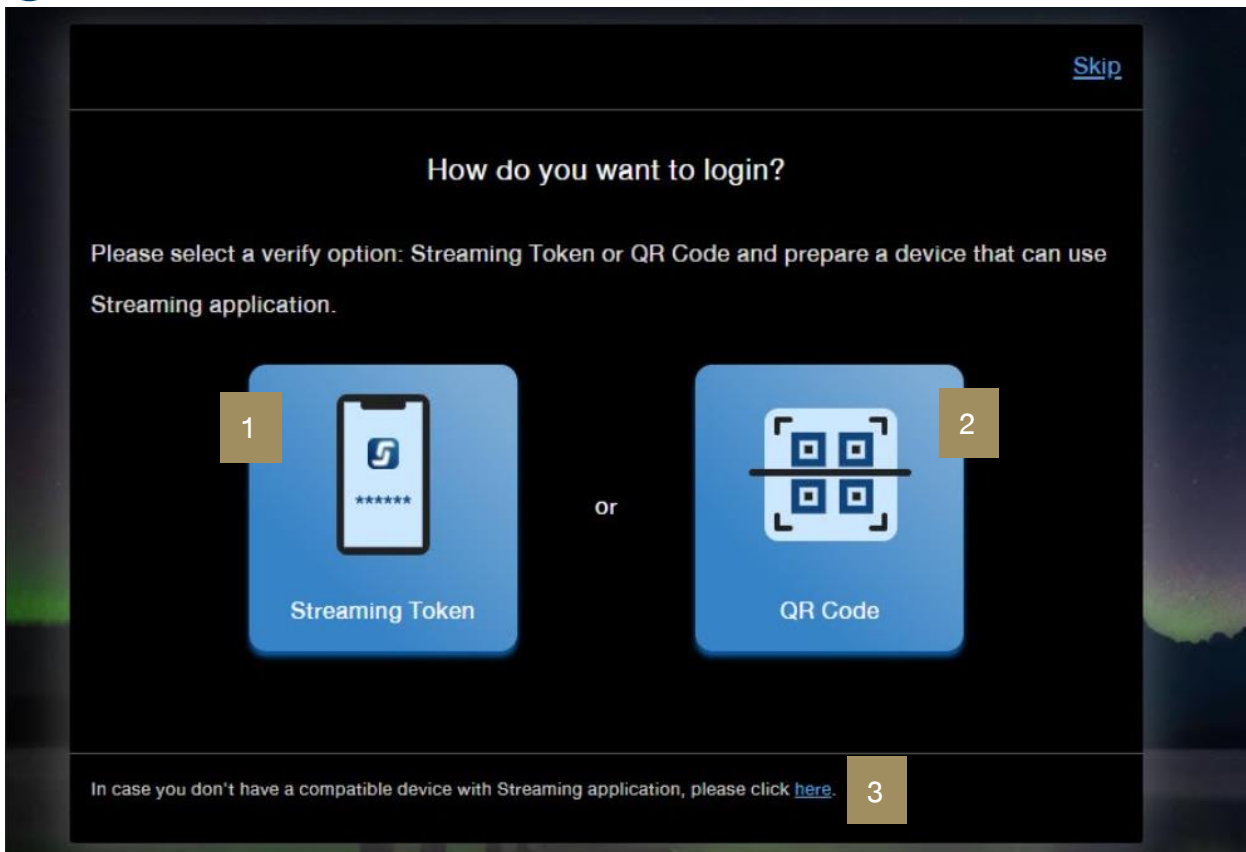 Skip
How do you want to login?
Please select a verify option: Streaming Token or QR Code and prepare a device that can use
Streaming application.
1
2
******
or
Streaming Token
QR Code
In case you don't have a compatible device with Streaming application, please click here.
3